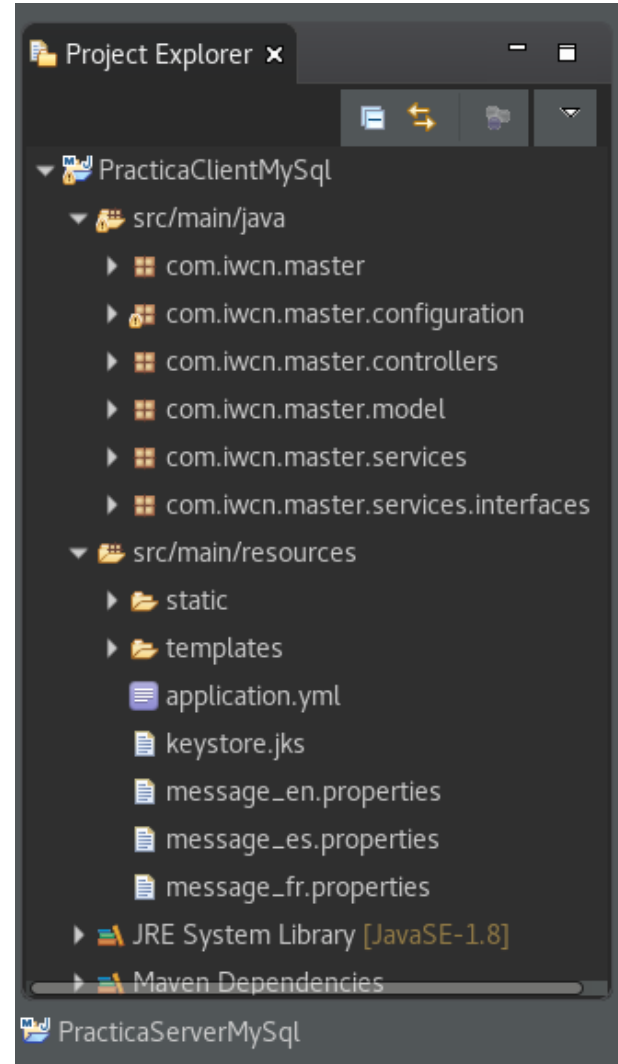 Project Explorer
PracticaClientMySql
src/main/java
com.iwcn.master
com.iwcn.master.configuration
com.iwcn.master.controllers
com.iwcn.master.model
com.iwcn.master.services
com.iwcn.master.services.interfaces
src/main/resources
static
templates
application.yml
keystore.jks
message_en.properties
message_es.properties
message_fr.properties
JRE System Library [JavaSE-1.8]
Maven Dependencies
PracticaServerMySql